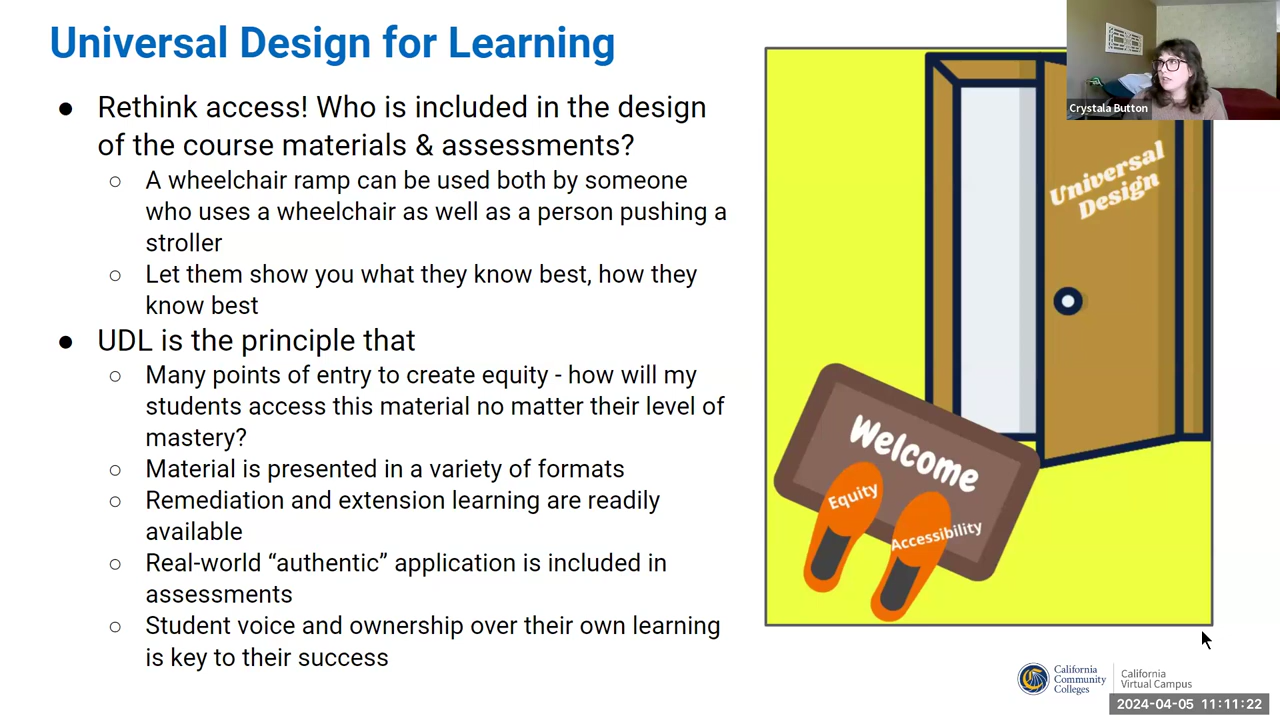 Universal Design for Learning
● Rethink access! Who is included in the design
of the course materials & assessments?
○ A wheelchair ramp can be used both by someone
who uses a wheelchair as well as a person pushing a
stroller
○ Let them show you what they know best, how they
know best
● UDL is the principle that
○ Many points of entry to create equity - how will my
students access this material no matter their level of
mastery?
○ Material is presented in a variety of formats
○ Remediation and extension learning are readily
available
○ Real-world “authentic” application is included in
assessments
○ Student voice and ownership over their own learning
is key to their success
Crystala Button
Universal
Design
Welcome
Equity
Accessibility
California
Community
Colleges
California
Virtual Campus
2024-04-05 11:11:22